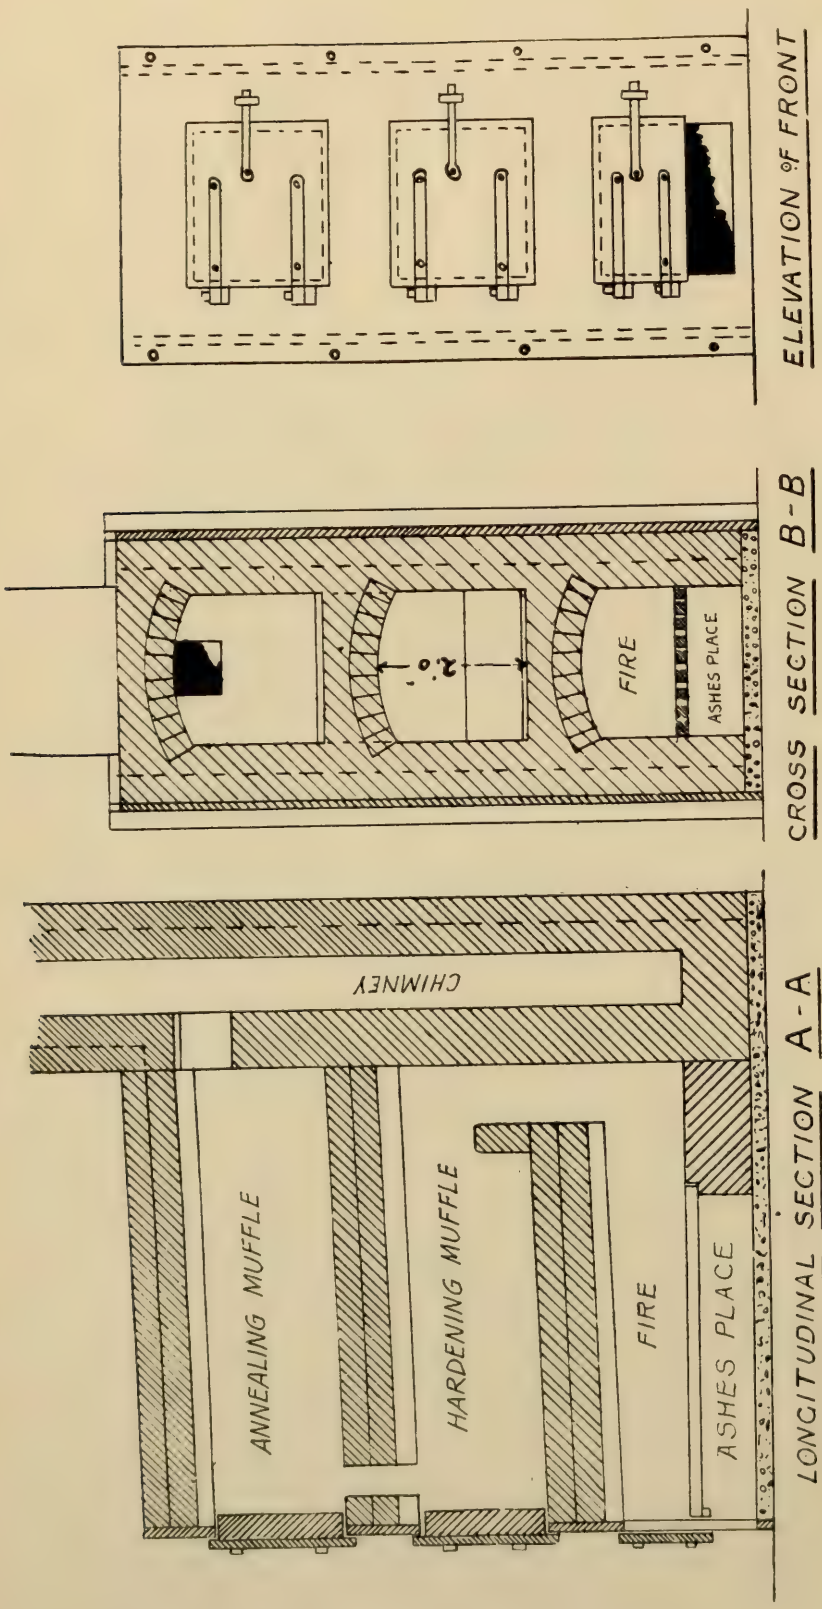 ELEVATION OF FRONT
FIRE
ASHES PLACE
2'.0"
CROSS SECTION B-B
CHIMNEY
ANNEALING MUFFLE
HARDENING MUFFLE
FIRE
ASHES PLACE
LONGITUDINAL SECTION A-A